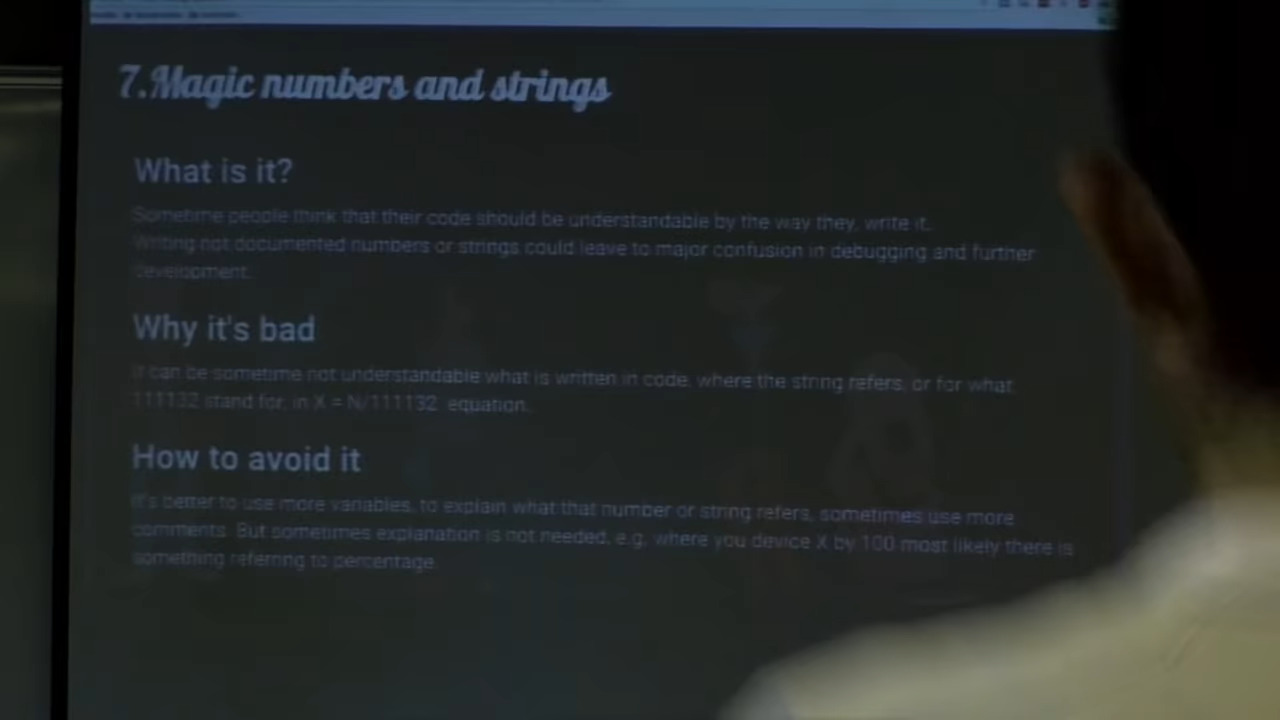 7.Magic numbers and strings
What is it?
Sometime people think that their code should be understandable by the way they, write it.
Writing not documented numbers or strings could leave to major confusion in debugging and further
development.
Why it's bad
It can be sometime not understandable what is written in code, where the string refers, or for what
111132 stand for, in X = N/111132 equation.
How to avoid it
It's better to use more variables, to explain what that number or string refers, sometimes use more
comments. But sometimes explanation is not needed, e.g. where you device X by 100 most likely there is
something referring to percentage.